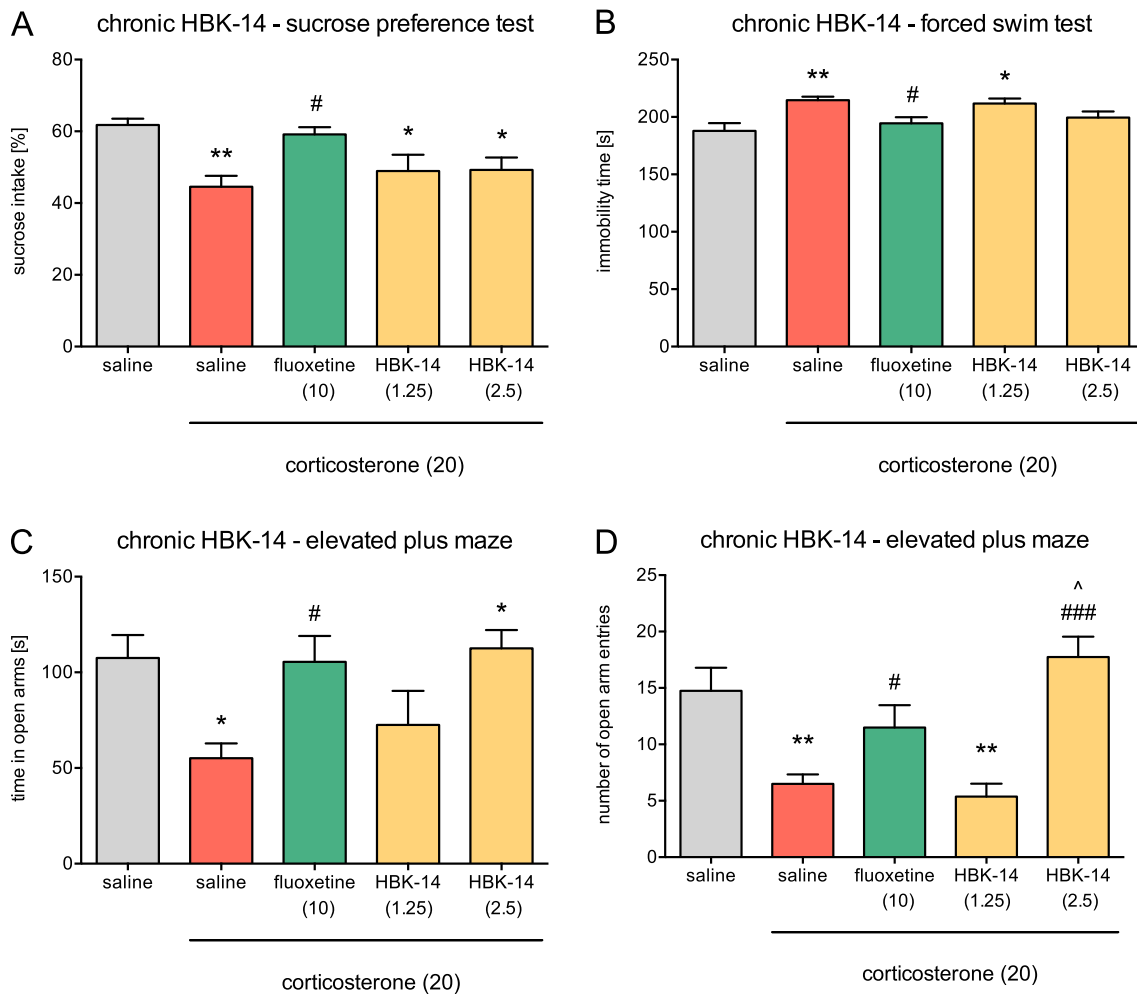 A
chronic HBK-14 - sucrose preference test
sucrose intake [%]
80
60
40
20
0
**
#
*
*
saline
saline
fluoxetine
(10)
HBK-14
(1.25)
HBK-14
(2.5)
corticosterone (20)
B
chronic HBK-14 - forced swim test
immobility time [s]
250
200
150
100
50
0
**
#
*
saline
saline
fluoxetine
(10)
HBK-14
(1.25)
HBK-14
(2.5)
corticosterone (20)
C
chronic HBK-14 - elevated plus maze
time in open arms [s]
150
100
50
0
*
#
*
saline
saline
fluoxetine
(10)
HBK-14
(1.25)
HBK-14
(2.5)
corticosterone (20)
D
chronic HBK-14 - elevated plus maze
number of open arm entries
25
20
15
10
5
0
**
#
**
^
###
saline
saline
fluoxetine
(10)
HBK-14
(1.25)
HBK-14
(2.5)
corticosterone (20)